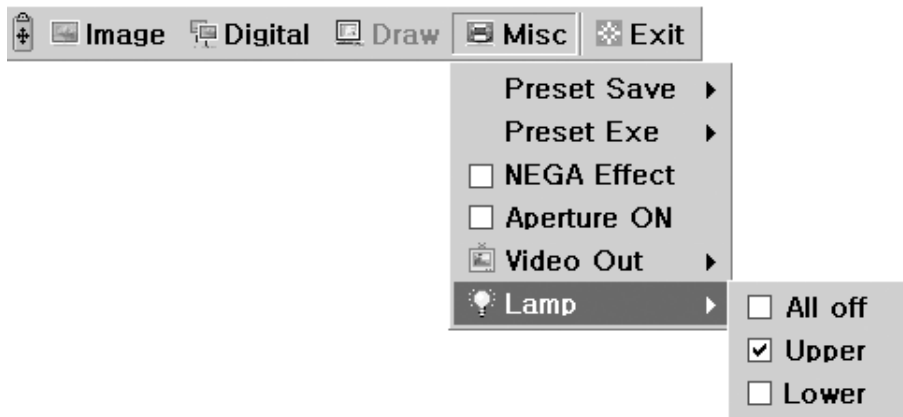 Image Digital Draw Misc Exit
Preset Save
Preset Exe
NEGA Effect
Aperture ON
Video Out
Lamp
All off
Upper
Lower